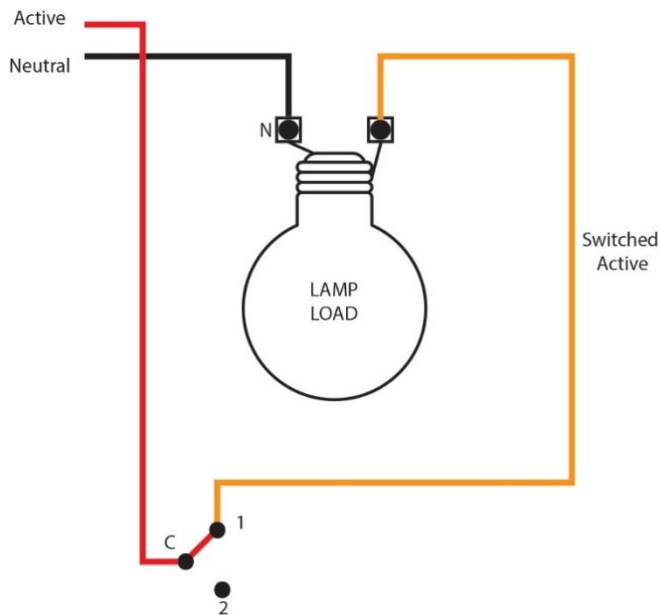 Active
Neutral
N
LAMP
LOAD
Switched
Active
1
C
2